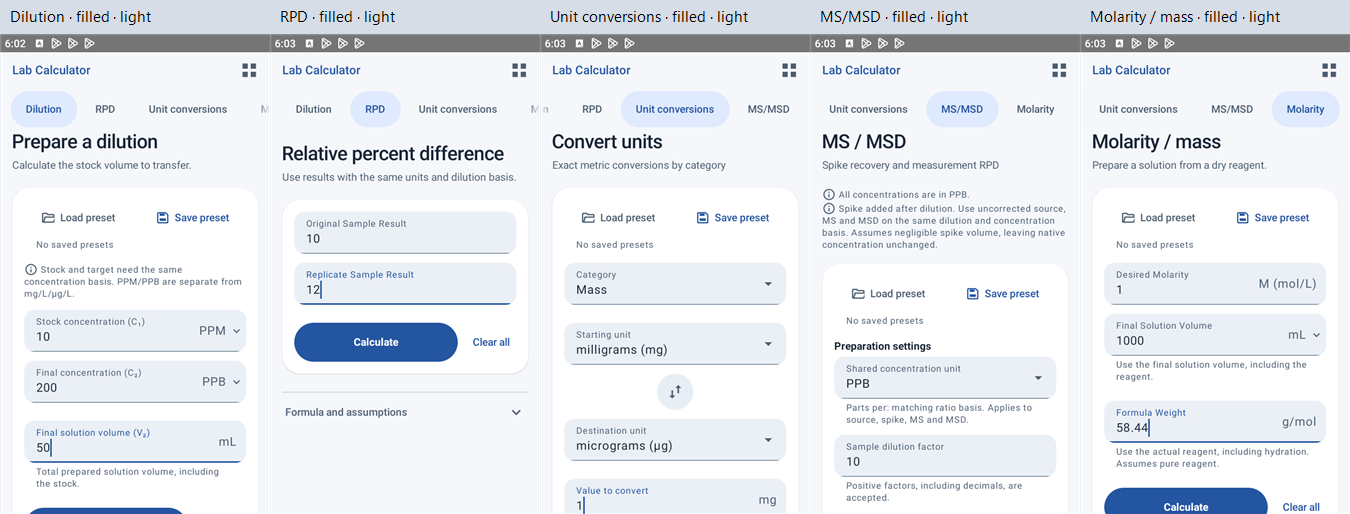 Dilution · filled · light
6:02
Lab Calculator
Dilution RPD Unit conversions M
Prepare a dilution
Calculate the stock volume to transfer.
Load preset Save preset
No saved presets
Stock and target need the same
concentration basis. PPM/PPB are separate from
mg/L/µg/L.
Stock concentration (C₁)
10 PPM
Final concentration (C₂)
200 PPB
Final solution volume (V₂)
50 mL
Total prepared solution volume, including
the stock.
RPD · filled · light
6:03
Lab Calculator
Dilution RPD Unit conversions M
Relative percent difference
Use results with the same units and dilution basis.
Original Sample Result
10
Replicate Sample Result
12
Calculate Clear all
Formula and assumptions
Unit conversions · filled · light
6:03
Lab Calculator
n RPD Unit conversions MS/MSD
Convert units
Exact metric conversions by category
Load preset Save preset
No saved presets
Category
Mass
Starting unit
milligrams (mg)
Destination unit
micrograms (µg)
Value to convert
1 mg
MS/MSD · filled · light
6:03
Lab Calculator
Unit conversions MS/MSD Molarity
MS / MSD
Spike recovery and measurement RPD
All concentrations are in PPB.
Spike added after dilution. Use uncorrected source,
MS and MSD on the same dilution and concentration
basis. Assumes negligible spike volume, leaving native
concentration unchanged.
Load preset Save preset
No saved presets
Preparation settings
Shared concentration unit
PPB
Parts per: matching ratio basis. Applies to
source, spike, MS and MSD.
Sample dilution factor
10
Positive factors, including decimals, are
accepted.
Molarity / mass · filled · light
6:03
Lab Calculator
Unit conversions MS/MSD Molarity
Molarity / mass
Prepare a solution from a dry reagent.
Load preset Save preset
No saved presets
Desired Molarity
1 M (mol/L)
Final Solution Volume
1000 mL
Use the final solution volume, including the
reagent.
Formula Weight
58.44 g/mol
Use the actual reagent, including hydration.
Assumes pure reagent.
Calculate Clear all